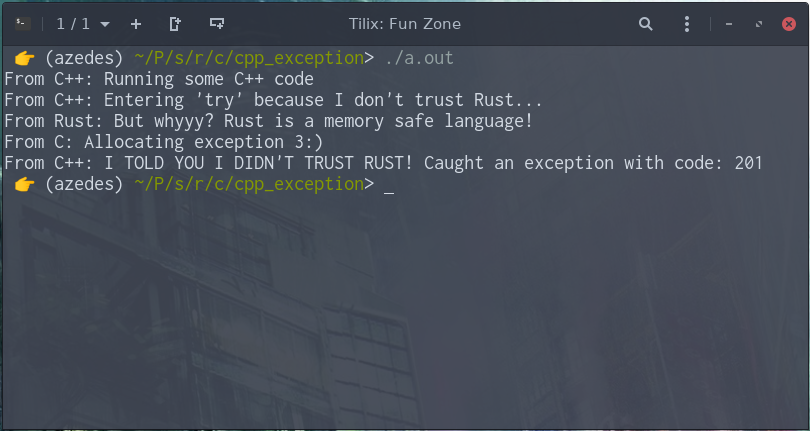 1 / 1
Tilix: Fun Zone
👉 (azedes) ~/P/s/r/c/cpp_exception> ./a.out
From C++: Running some C++ code
From C++: Entering 'try' because I don't trust Rust...
From Rust: But whyyy? Rust is a memory safe language!
From C: Allocating exception 3:)
From C++: I TOLD YOU I DIDN'T TRUST RUST! Caught an exception with code: 201
👉 (azedes) ~/P/s/r/c/cpp_exception> _